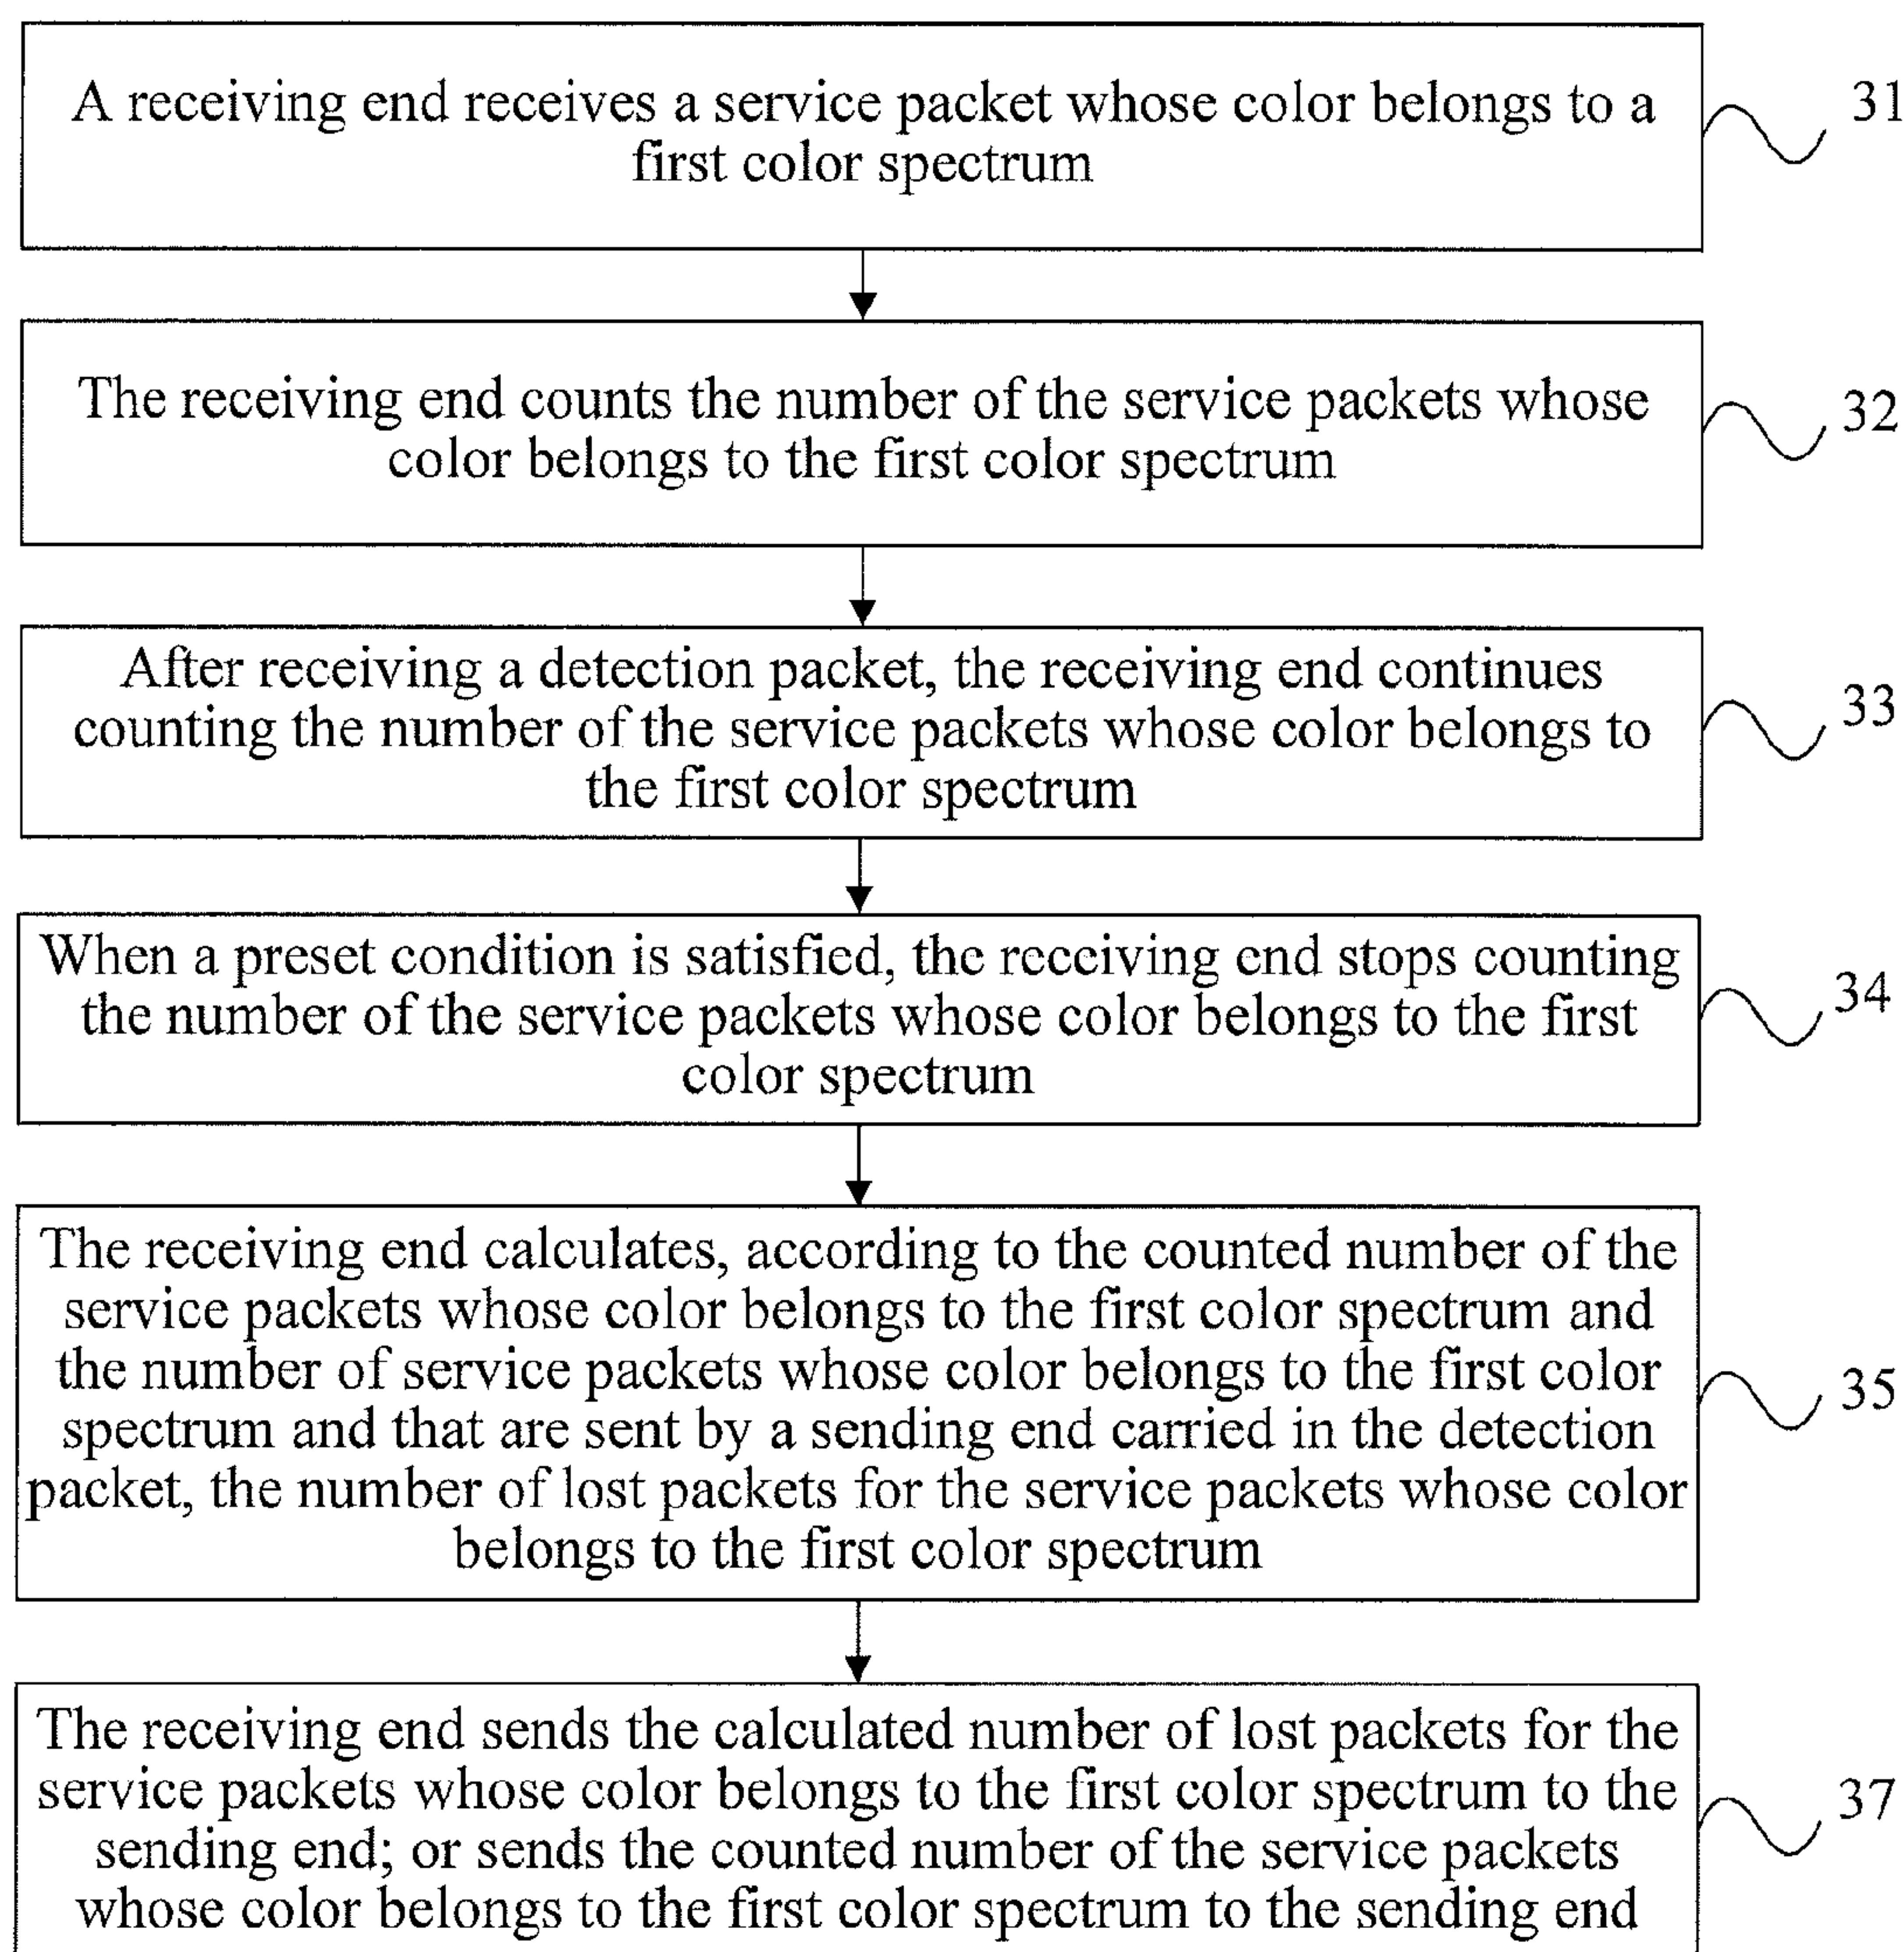 A receiving end receives a service packet whose color belongs to a
first color spectrum
31
The receiving end counts the number of the service packets whose
color belongs to the first color spectrum
32
After receiving a detection packet, the receiving end continues
counting the number of the service packets whose color belongs to
the first color spectrum
33
When a preset condition is satisfied, the receiving end stops counting
the number of the service packets whose color belongs to the first
color spectrum
34
The receiving end calculates, according to the counted number of the
service packets whose color belongs to the first color spectrum and
the number of service packets whose color belongs to the first color
spectrum and that are sent by a sending end carried in the detection
packet, the number of lost packets for the service packets whose color
belongs to the first color spectrum
35
The receiving end sends the calculated number of lost packets for the
service packets whose color belongs to the first color spectrum to the
sending end; or sends the counted number of the service packets
whose color belongs to the first color spectrum to the sending end
37